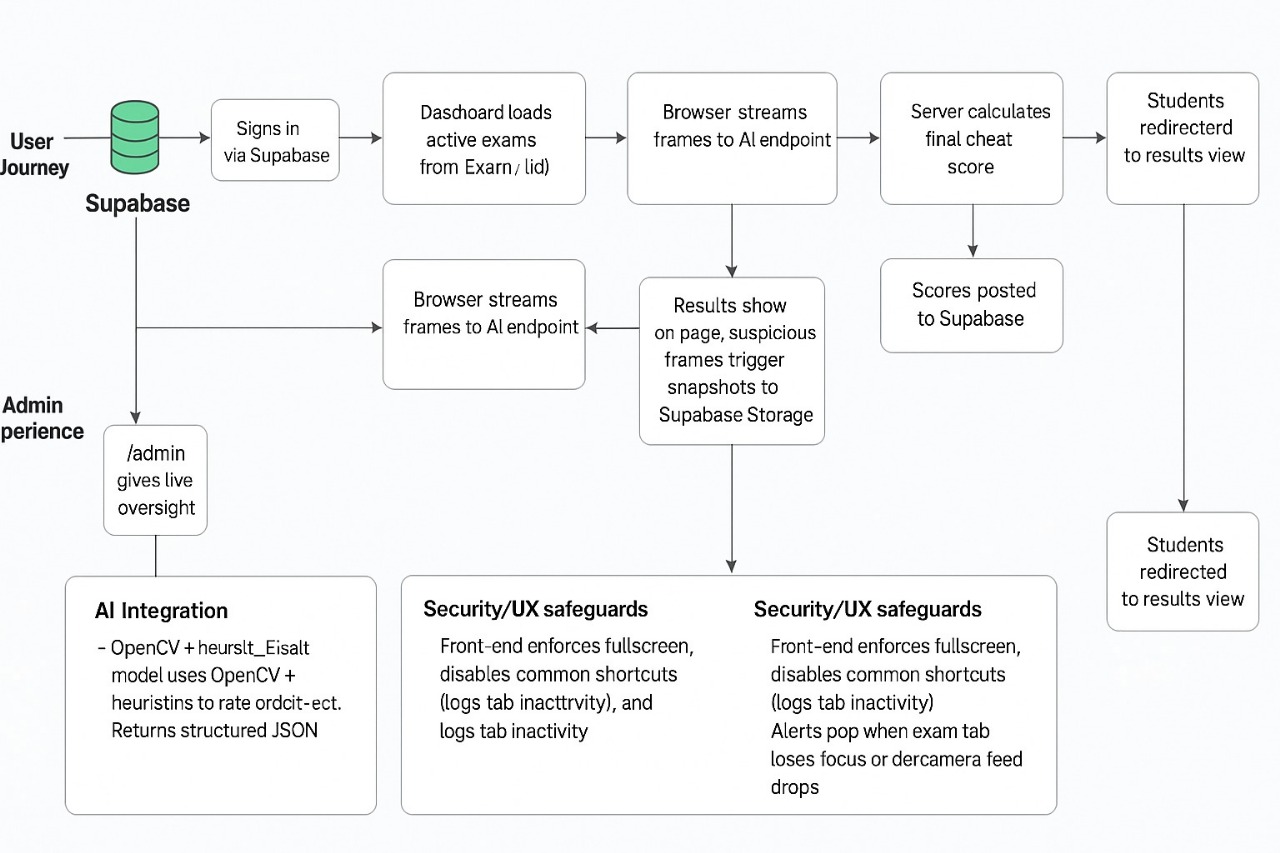 User
Journey
Supabase
Signs in
via Supabase
Daschoard loads
active exams
from Exarn / lid)
Browser streams
frames to AI endpoint
Server calculates
final cheat
score
Students
redirecterd
to results view
Browser streams
frames to AI endpoint
Results show
on page, suspicious
frames trigger
snapshots to
Supabase Storage
Scores posted
to Supabase
Admin
perience
/admin
gives live
oversight
Students
redirected
to results view
AI Integration
- OpenCV + heurslt_Eisalt
model uses OpenCV +
heuristins to rate ordcit-ect.
Returns structured JSON
Security/UX safeguards
Front-end enforces fullscreen,
disables common shortcuts
(logs tab inacttrvity), and
logs tab inactivity
Security/UX safeguards
Front-end enforces fullscreen,
disables common shortcuts
(logs tab inactivity)
Alerts pop when exam tab
loses focus or dercamera feed
drops